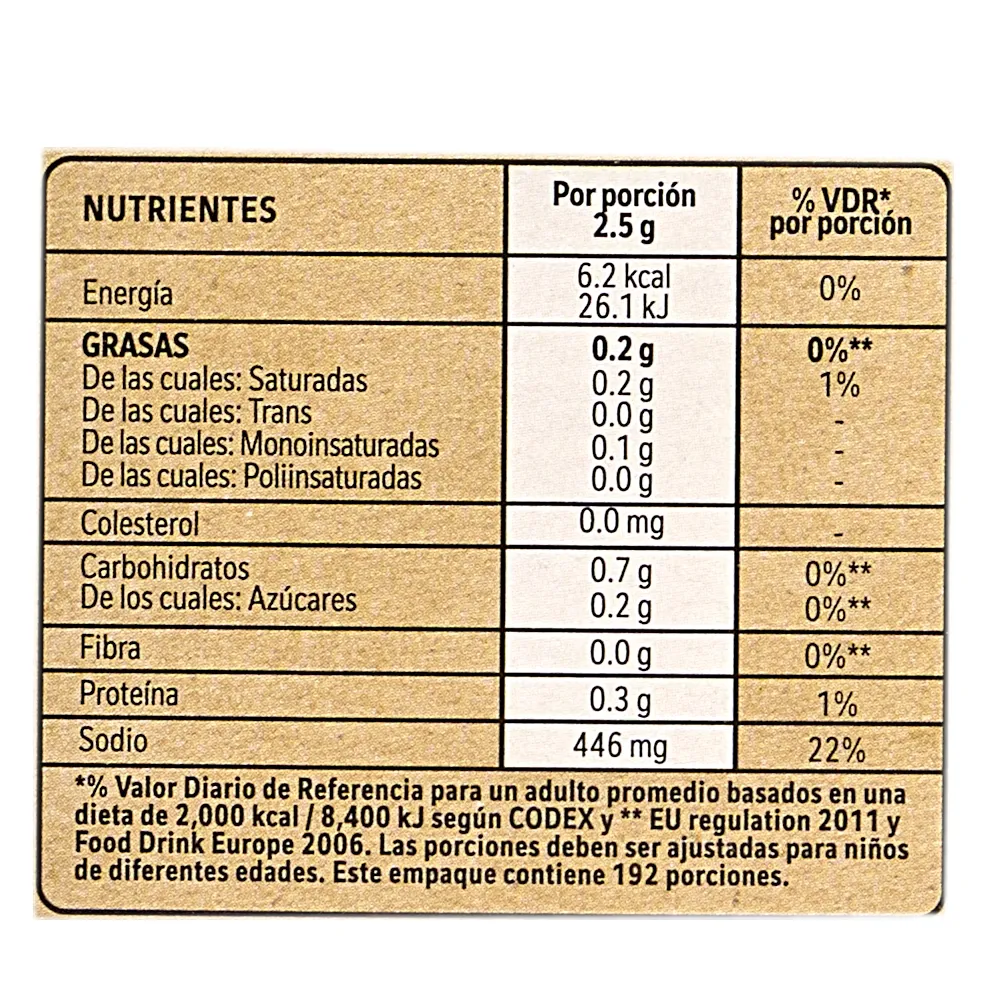 NUTRIENTES Por porción 2.5 g % VDR* por porción
Energía 6.2 kcal 26.1 kJ 0%
GRASAS 0.2 g 0%**
De las cuales: Saturadas 0.2 g 1%
De las cuales: Trans 0.0 g -
De las cuales: Monoinsaturadas 0.1 g -
De las cuales: Poliinsaturadas 0.0 g -
Colesterol 0.0 mg -
Carbohidratos 0.7 g 0%**
De los cuales: Azúcares 0.2 g 0%**
Fibra 0.0 g 0%**
Proteína 0.3 g 1%
Sodio 446 mg 22%
*% Valor Diario de Referencia para un adulto promedio basados en una
dieta de 2,000 kcal / 8,400 kJ según CODEX y ** EU regulation 2011 y
Food Drink Europe 2006. Las porciones deben ser ajustadas para niños
de diferentes edades. Este empaque contiene 192 porciones.